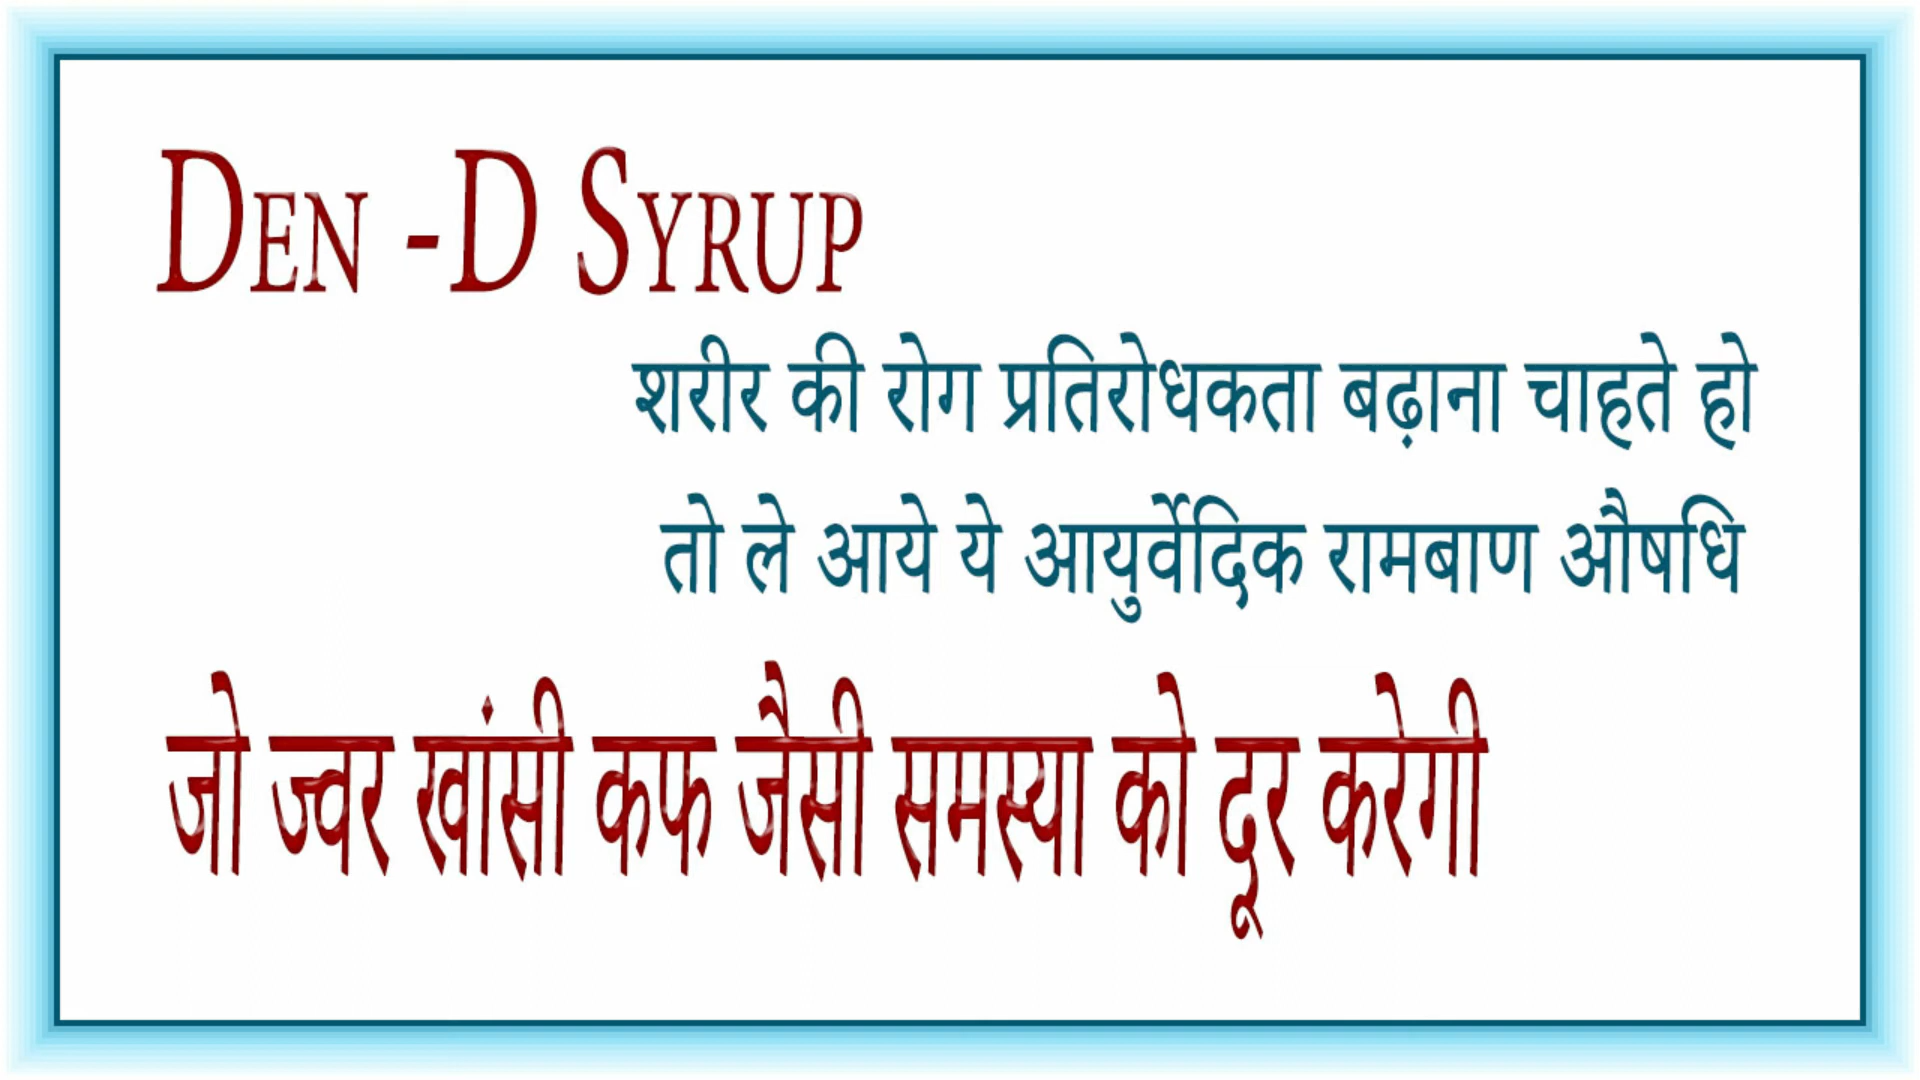 Den -D Syrup
शरीर की रोग प्रतिरोधकता बढ़ाना चाहते हो
तो ले आये ये आयुर्वेदिक रामबाण औषधि
जो ज्वर खांसी कफ जैसी समस्या को दूर करेगी